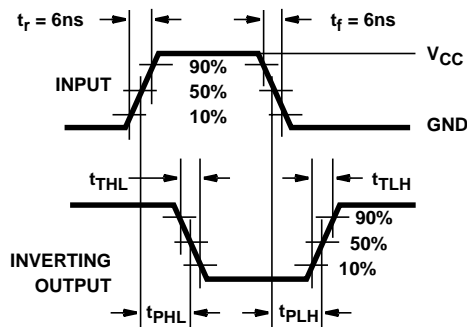 tr = 6ns
tf = 6ns
VCC
90%
INPUT
50%
10%
GND
tTHL
tTLH
90%
50%
INVERTING
OUTPUT
10%
tPHL
tPLH